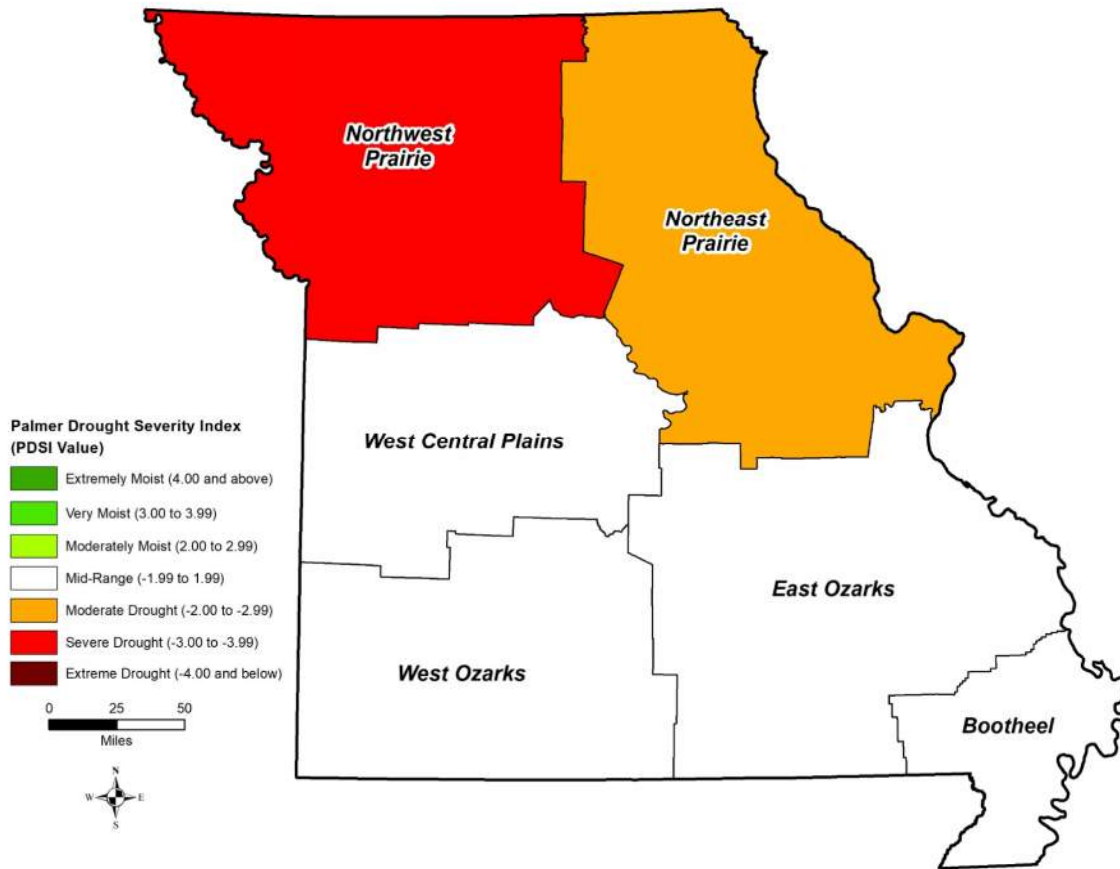 Northwest
Prairie
Northeast
Prairie
West Central Plains
East Ozarks
West Ozarks
Bootheel
Palmer Drought Severity Index
(PDSI Value)
Extremely Moist (4.00 and above)
Very Moist (3.00 to 3.99)
Moderately Moist (2.00 to 2.99)
Mid-Range (-1.99 to 1.99)
Moderate Drought (-2.00 to -2.99)
Severe Drought (-3.00 to -3.99)
Extreme Drought (-4.00 and below)
0 25 50
Miles
N
W E
S